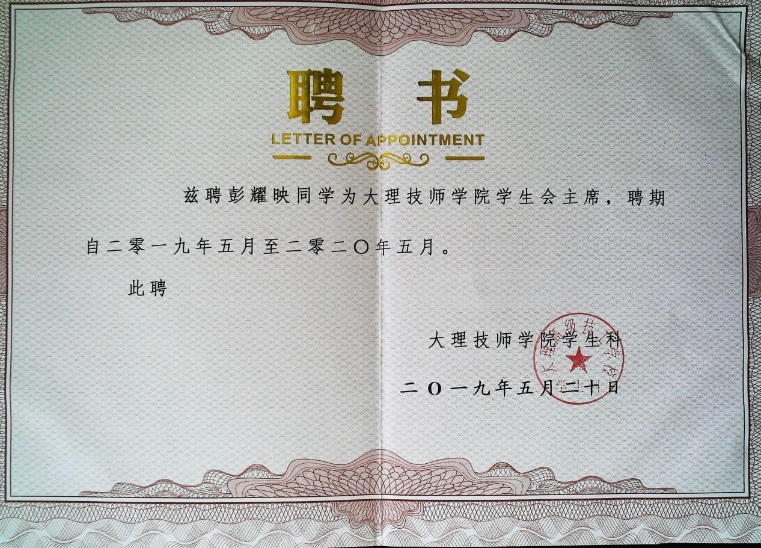 聘 书
LETTER OF APPOINTMENT
兹聘彭耀映同学为大理技师学院学生会主席，聘期
自二零一九年五月至二零二〇年五月。
此聘
大理技师学院学生科
二O一九年五月二十日